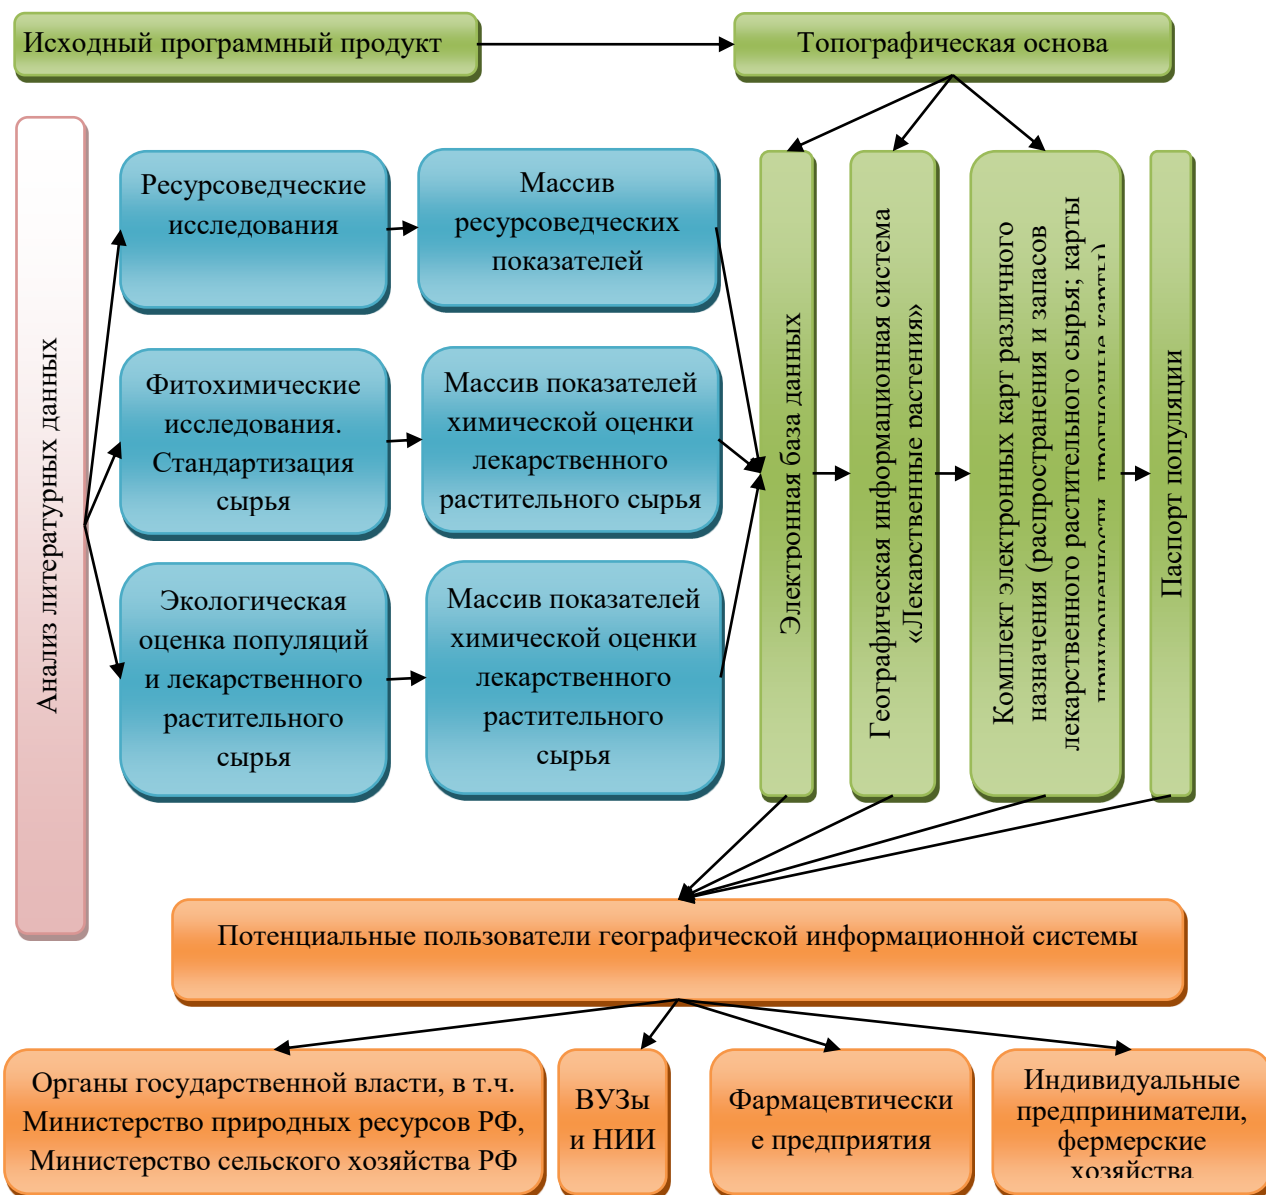 Исходный программный продукт
Топографическая основа
Анализ литературных данных
Ресурсоведческие
исследования
Массив
ресурсоведческих
показателей
Фитохимические
исследования.
Стандартизация
сырья
Массив показателей
химической оценки
лекарственного
растительного сырья
Экологическая
оценка популяций
и лекарственного
растительного
сырья
Массив показателей
химической оценки
лекарственного
растительного
сырья
Электронная база данных
Географическая информационная система
«Лекарственные растения»
Комплект электронных карт различного
назначения (распространения и запасов
лекарственного растительного сырья; карты
приуроченности, прогнозные карты)
Паспорт популяции
Потенциальные пользователи географической информационной системы
Органы государственной власти, в т.ч.
Министерство природных ресурсов РФ,
Министерство сельского хозяйства РФ
ВУЗы
и НИИ
Фармацевтически
е предприятия
Индивидуальные
предприниматели,
фермерские
хозяйства